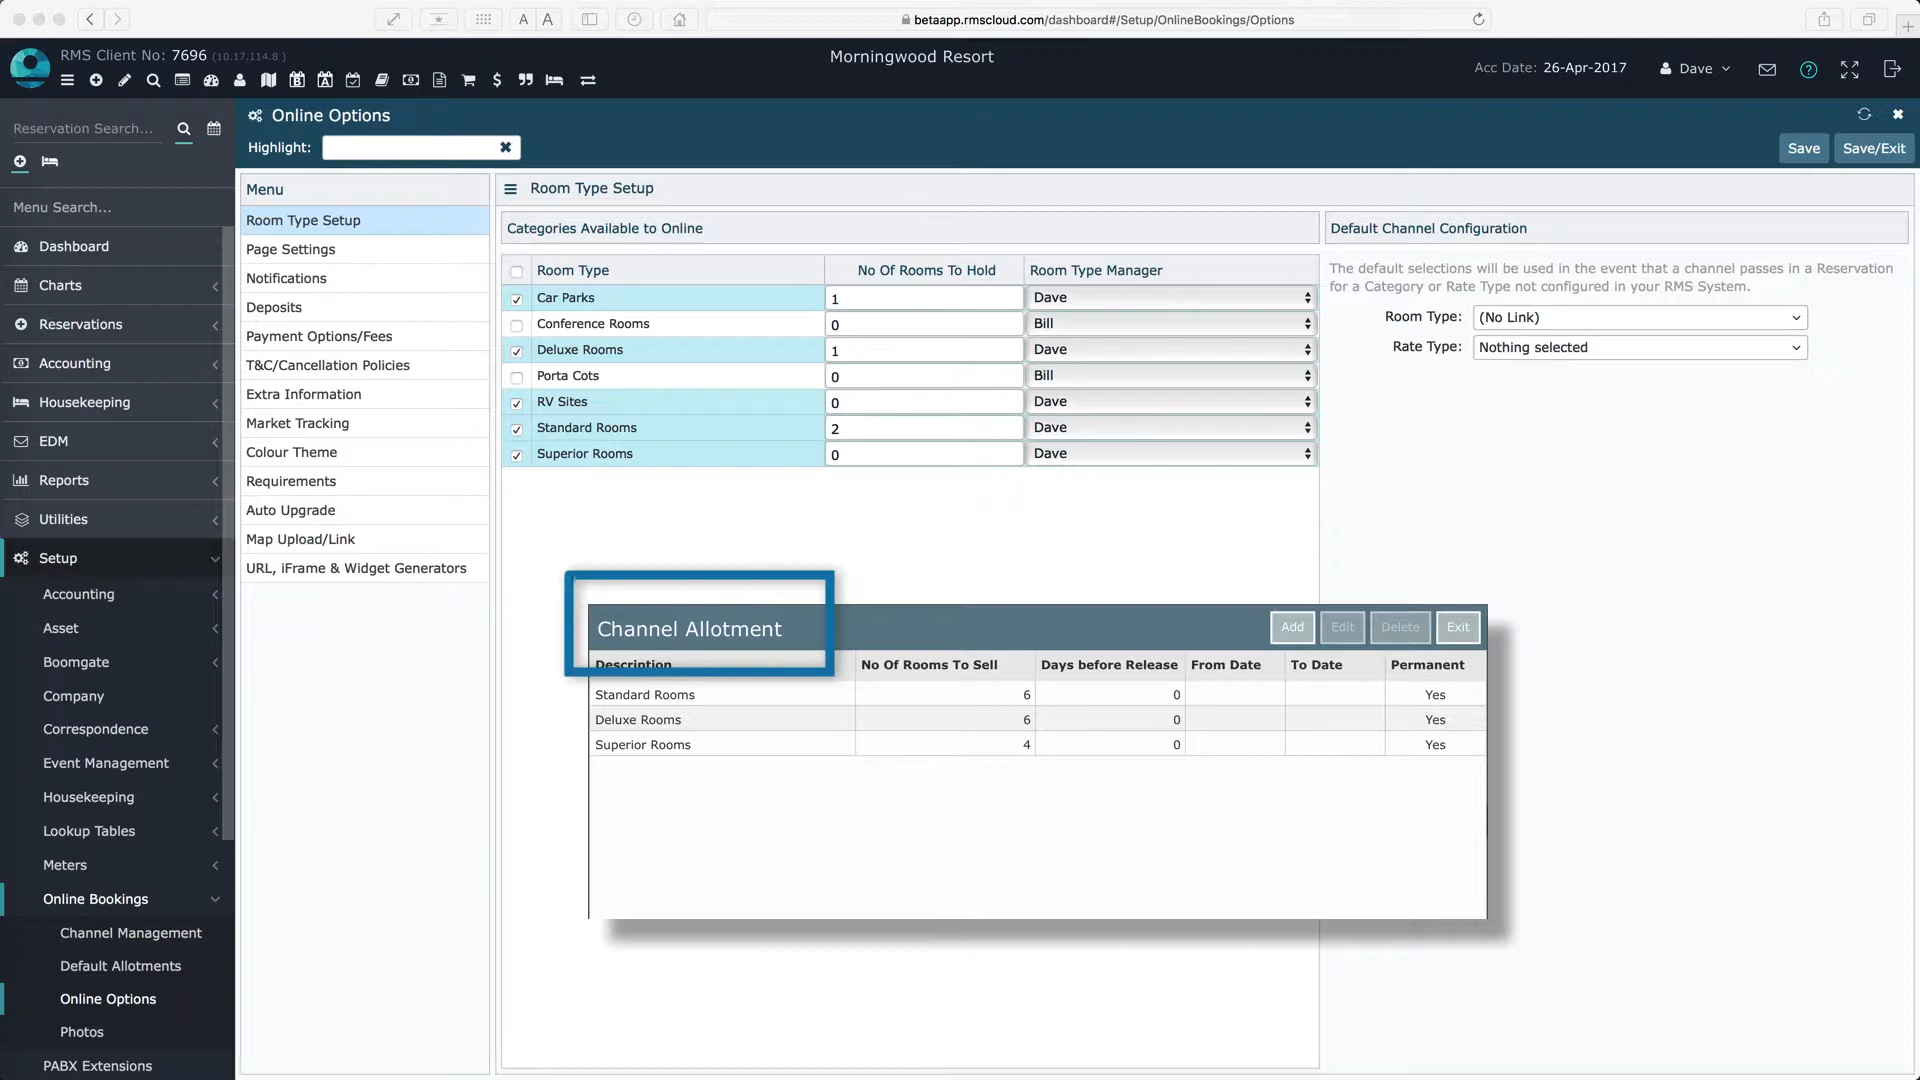 A A
betaapp.rmscloud.com/dashboard#/Setup/OnlineBookings/Options
RMS Client No: 7696 (10.17.114.8 )
Morningwood Resort
Acc Date: 26-Apr-2017
Dave
Reservation Search...
Menu Search...
Dashboard
Charts
Reservations
Accounting
Housekeeping
EDM
Reports
Utilities
Setup
Accounting
Asset
Boomgate
Company
Correspondence
Event Management
Housekeeping
Lookup Tables
Meters
Online Bookings
Channel Management
Default Allotments
Online Options
Photos
PABX Extensions
Online Options
Highlight:
Save
Save/Exit
Menu
Room Type Setup
Page Settings
Notifications
Deposits
Payment Options/Fees
T&C/Cancellation Policies
Extra Information
Market Tracking
Colour Theme
Requirements
Auto Upgrade
Map Upload/Link
URL, iFrame & Widget Generators
Room Type Setup
Categories Available to Online
Room Type No Of Rooms To Hold Room Type Manager
Car Parks 1 Dave
Conference Rooms 0 Bill
Deluxe Rooms 1 Dave
Porta Cots 0 Bill
RV Sites 0 Dave
Standard Rooms 2 Dave
Superior Rooms 0 Dave
Default Channel Configuration
The default selections will be used in the event that a channel passes in a Reservation
for a Category or Rate Type not configured in your RMS System.
Room Type: (No Link)
Rate Type: Nothing selected
Channel Allotment
Add Edit Delete Exit
Description No Of Rooms To Sell Days before Release From Date To Date Permanent
Standard Rooms 6 0 Yes
Deluxe Rooms 6 0 Yes
Superior Rooms 4 0 Yes